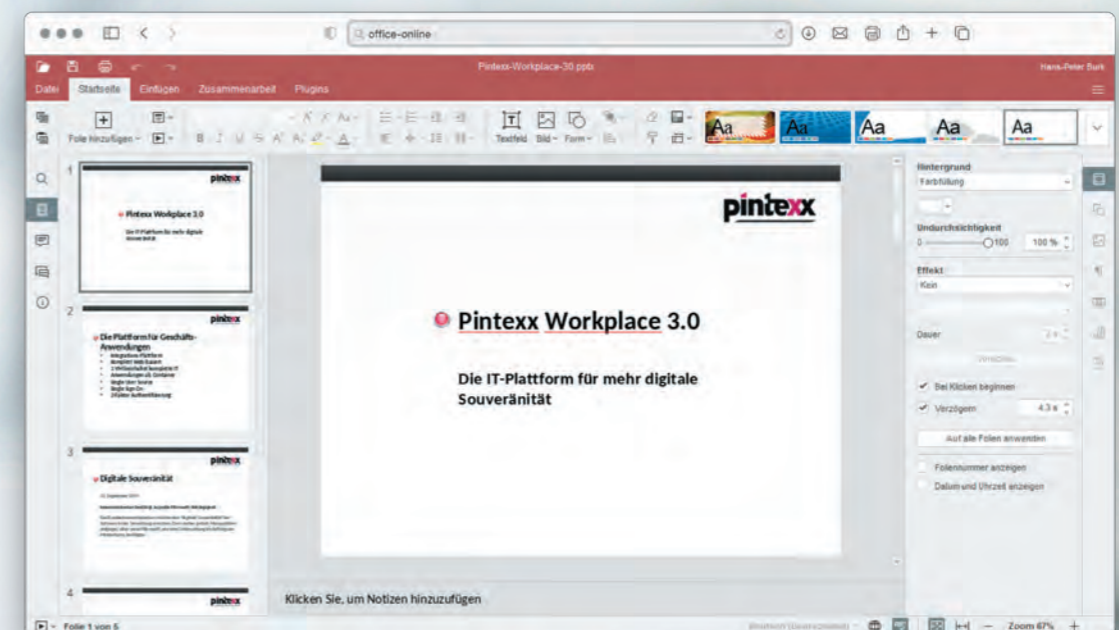 office-online
Pintexx-Workplace-30.pptx
Hans-Peter Burk
Datei Startseite Einfügen Zusammenarbeit Plugins
Folie hinzufügen
Textfeld Bild Form
Aa Aa Aa Aa Aa
1
pintexx
Pintexx Workplace 3.0
Die IT-Plattform für mehr digitale
Souveränität
2
pintexx
Die Plattform für Geschäfts-
Anwendungen
3
pintexx
Digitale Souveränität
4
pintexx
pintexx
Pintexx Workplace 3.0
Die IT-Plattform für mehr digitale
Souveränität
Klicken Sie, um Notizen hinzuzufügen
Hintergrund
Farbfüllung
Undurchsichtigkeit
0 100 100 %
Effekt
Kein
Dauer
Bei Klicken beginnen
Verzögern 4.3 s
Auf alle Folien anwenden
Foliennummer anzeigen
Datum und Uhrzeit anzeigen
Folie 1 von 5
Zoom 67%